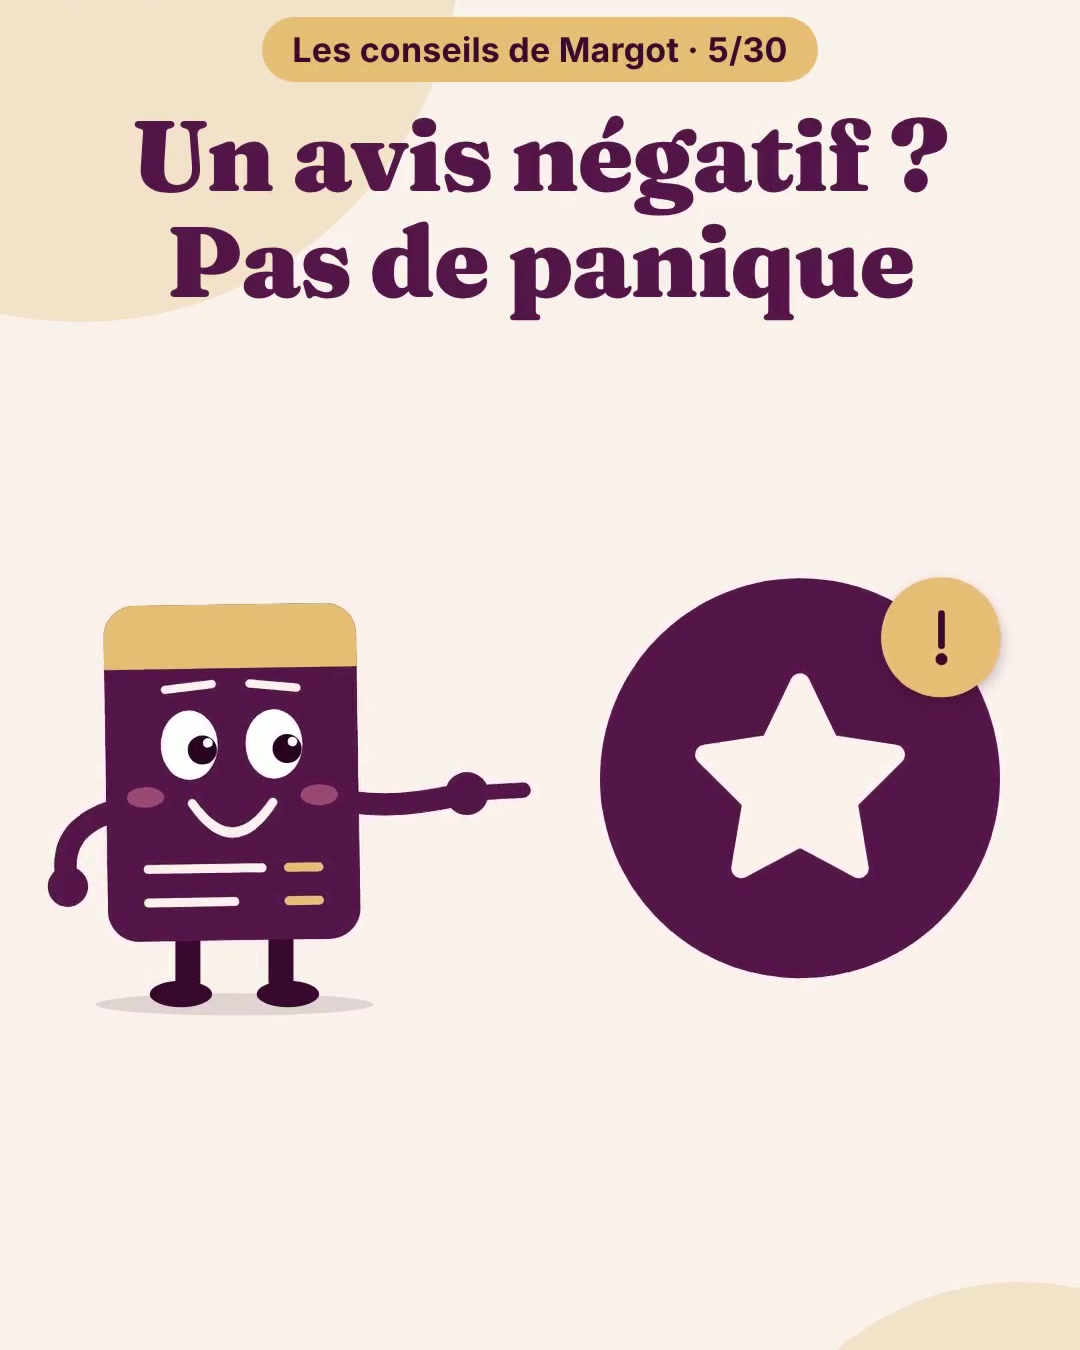 Les conseils de Margot · 5/30
Un avis négatif ?
Pas de panique
!